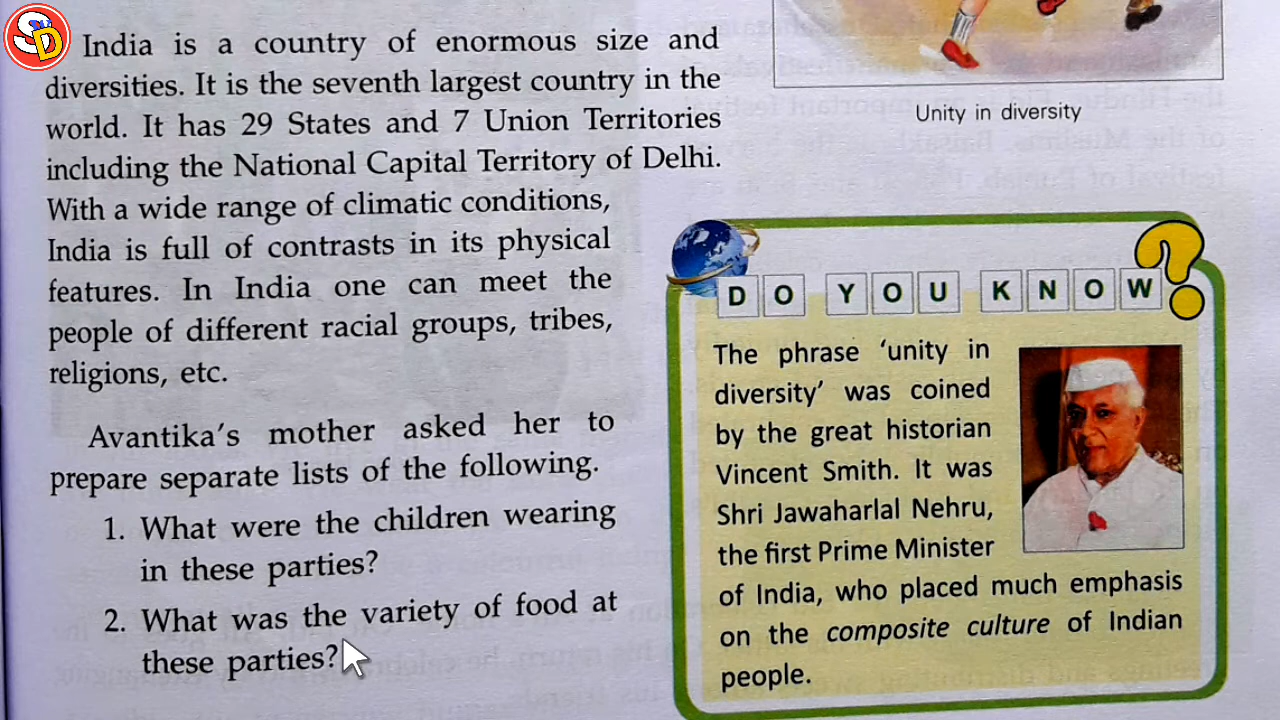 SD
India is a country of enormous size and
diversities. It is the seventh largest country in the
world. It has 29 States and 7 Union Territories
including the National Capital Territory of Delhi.
With a wide range of climatic conditions,
India is full of contrasts in its physical
features. In India one can meet the
people of different racial groups, tribes,
religions, etc.
Avantika's mother asked her to
prepare separate lists of the following.
1. What were the children wearing
in these parties?
2. What was the variety of food at
these parties?
Unity in diversity
DO YOU KNOW?
The phrase 'unity in
diversity' was coined
by the great historian
Vincent Smith. It was
Shri Jawaharlal Nehru,
the first Prime Minister
of India, who placed much emphasis
on the composite culture of Indian
people.